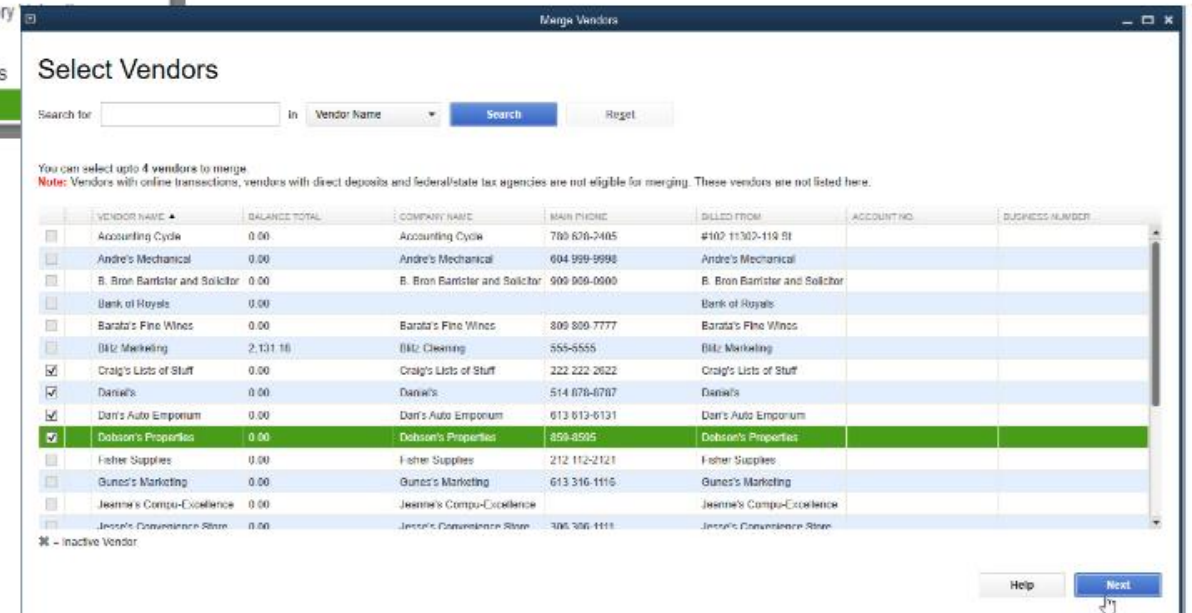 Merge Vendors
Select Vendors
Search for in Vendor Name Search Reset
You can select upto 4 vendors to merge
Note: Vendors with online transactions, vendors with direct deposits and federal/state tax agencies are not eligible for merging. These vendors are not listed here.
VENDOR NAME BALANCE TOTAL COMPANY NAME MAIN PHONE BILLED FROM ACCOUNT NO. BUSINESS NUMBER
Accounting Cycle 0.00 Accounting Cycle 780 628-2405 #102 11302-119 St
Andre's Mechanical 0.00 Andre's Mechanical 604 999-9998 Andre's Mechanical
B. Bron Barrister and Solicitor 0.00 B. Bron Barrister and Solicitor 909 909-0900 B. Bron Barrister and Solicitor
Bank of Royals 0.00 Bank of Royals
Barata's Fine Wines 0.00 Barata's Fine Wines 809 809-7777 Barata's Fine Wines
Blitz Marketing 2,131.16 Blitz Cleaning 555-5555 Blitz Marketing
Craig's Lists of Stuff 0.00 Craig's Lists of Stuff 222 222-2622 Craig's Lists of Stuff
Daniel's 0.00 Daniel's 514 878-8787 Daniel's
Dan's Auto Emporium 0.00 Dan's Auto Emporium 613 613-6131 Dan's Auto Emporium
Dobson's Properties 0.00 Dobson's Properties 859-8595 Dobson's Properties
Fisher Supplies 0.00 Fisher Supplies 212 112-2121 Fisher Supplies
Gunes's Marketing 0.00 Gunes's Marketing 613 316-1116 Gunes's Marketing
Jeanne's Compu-Excellence 0.00 Jeanne's Compu-Excellence Jeanne's Compu-Excellence
Jesse's Convenience Store 0.00 Jesse's Convenience Store 306 306-1111 Jesse's Convenience Store
= Inactive Vendor
Help Next